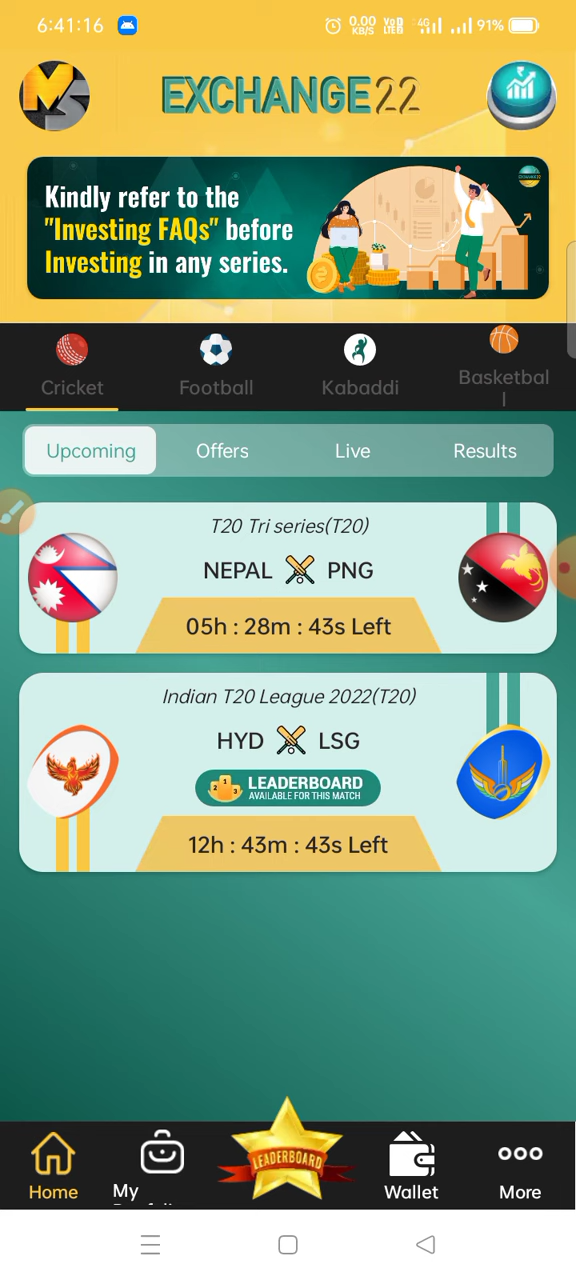 6:41:16
0.00
KB/S
VoD
LTE
4G
91%
EXCHANGE22
Kindly refer to the
"Investing FAQs" before
Investing in any series.
Cricket
Football
Kabaddi
Basketbal
l
Upcoming
Offers
Live
Results
T20 Tri series(T20)
NEPAL PNG
05h : 28m : 43s Left
Indian T20 League 2022(T20)
HYD LSG
LEADERBOARD
AVAILABLE FOR THIS MATCH
12h : 43m : 43s Left
LEADERBOARD
Home
My
Wallet
More